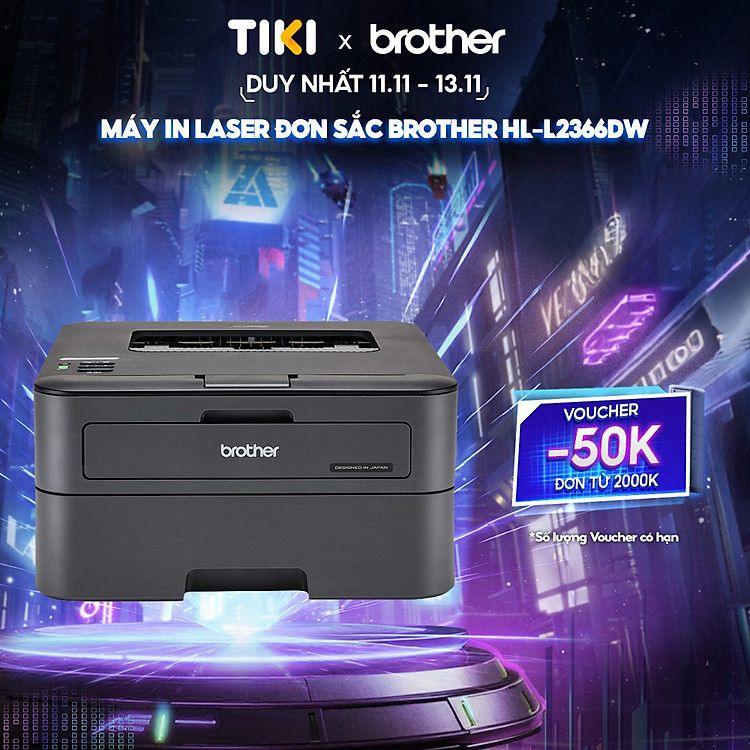 TIKI x brother
DUY NHẤT 11.11 - 13.11
MÁY IN LASER ĐƠN SẮC BROTHER HL-L2366DW
brother
DESIGNED IN JAPAN
VOUCHER
-50K
ĐƠN TỪ 2000K
*Số lượng Voucher có hạn